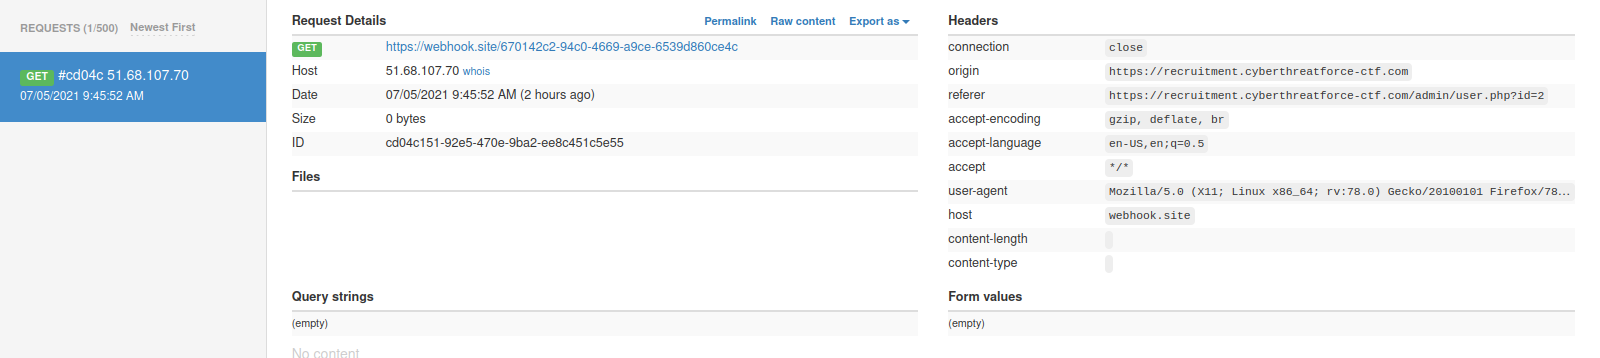 REQUESTS (1/500) Newest First
GET #cd04c 51.68.107.70
07/05/2021 9:45:52 AM
Request Details Permalink Raw content Export as
GET https://webhook.site/670142c2-94c0-4669-a9ce-6539d860ce4c
Host 51.68.107.70 whois
Date 07/05/2021 9:45:52 AM (2 hours ago)
Size 0 bytes
ID cd04c151-92e5-470e-9ba2-ee8c451c5e55
Files
Query strings
(empty)
No content
Headers
connection close
origin https://recruitment.cyberthreatforce-ctf.com
referer https://recruitment.cyberthreatforce-ctf.com/admin/user.php?id=2
accept-encoding gzip, deflate, br
accept-language en-US,en;q=0.5
accept */*
user-agent Mozilla/5.0 (X11; Linux x86_64; rv:78.0) Gecko/20100101 Firefox/78...
host webhook.site
content-length
content-type
Form values
(empty)